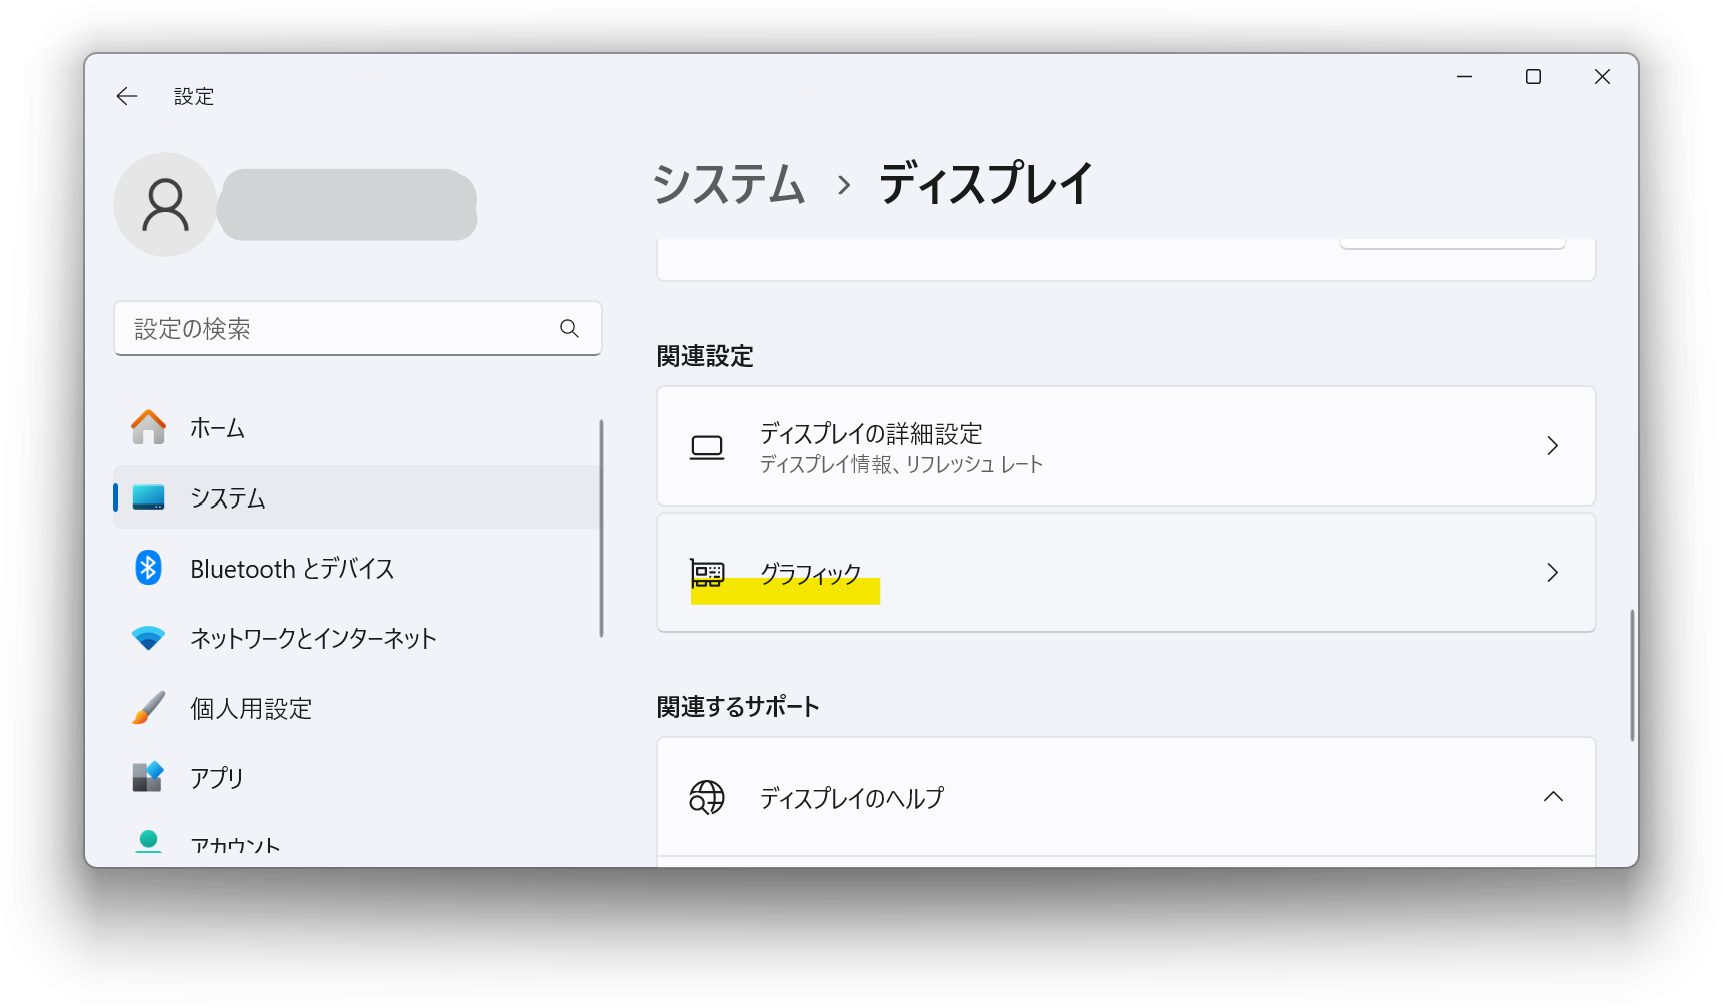 設定
システム › ディスプレイ
設定の検索
ホーム
システム
Bluetooth とデバイス
ネットワークとインターネット
個人用設定
アプリ
アカウント
関連設定
ディスプレイの詳細設定
ディスプレイ情報、リフレッシュ レート
グラフィック
関連するサポート
ディスプレイのヘルプ